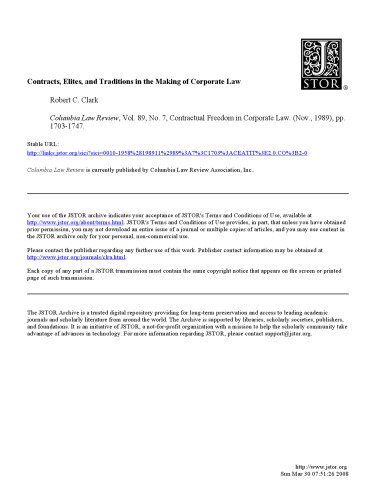 JSTOR
®
Contracts, Elites, and Traditions in the Making of Corporate Law
Robert C. Clark
Columbia Law Review, Vol. 89, No. 7, Contractual Freedom in Corporate Law. (Nov., 1989), pp.
1703-1747.
Stable URL:
http://links.jstor.org/sici?sici=0010-1958%28198911%2989%3A7%3C1703%3ACEATIT%3E2.0.CO%3B2-0
Columbia Law Review is currently published by Columbia Law Review Association, Inc..
Your use of the JSTOR archive indicates your acceptance of JSTOR's Terms and Conditions of Use, available at
http://www.jstor.org/about/terms.html. JSTOR's Terms and Conditions of Use provides, in part, that unless you have obtained
prior permission, you may not download an entire issue of a journal or multiple copies of articles, and you may use content in
the JSTOR archive only for your personal, non-commercial use.
Please contact the publisher regarding any further use of this work. Publisher contact information may be obtained at
http://www.jstor.org/journals/clra.html.
Each copy of any part of a JSTOR transmission must contain the same copyright notice that appears on the screen or printed
page of such transmission.
The JSTOR Archive is a trusted digital repository providing for long-term preservation and access to leading academic
journals and scholarly literature from around the world. The Archive is supported by libraries, scholarly societies, publishers,
and foundations. It is an initiative of JSTOR, a not-for-profit organization with a mission to help the scholarly community take
advantage of advances in technology. For more information regarding JSTOR, please contact support@jstor.org.
http://www.jstor.org
Sun Mar 30 07:51:26 2008